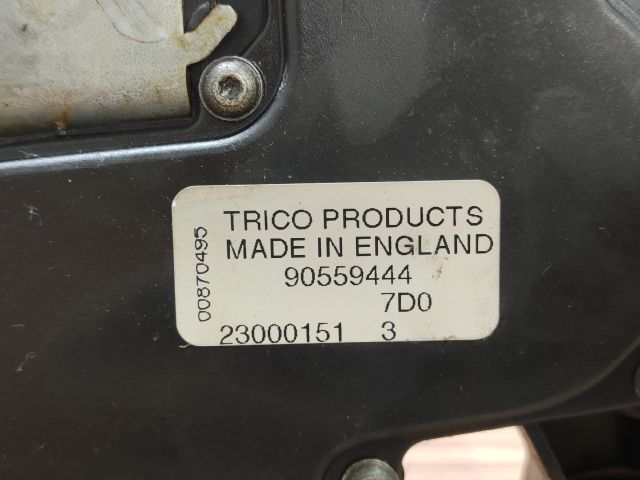 TRICO PRODUCTS
MADE IN ENGLAND
90559444
7D0
23000151 3
00870495